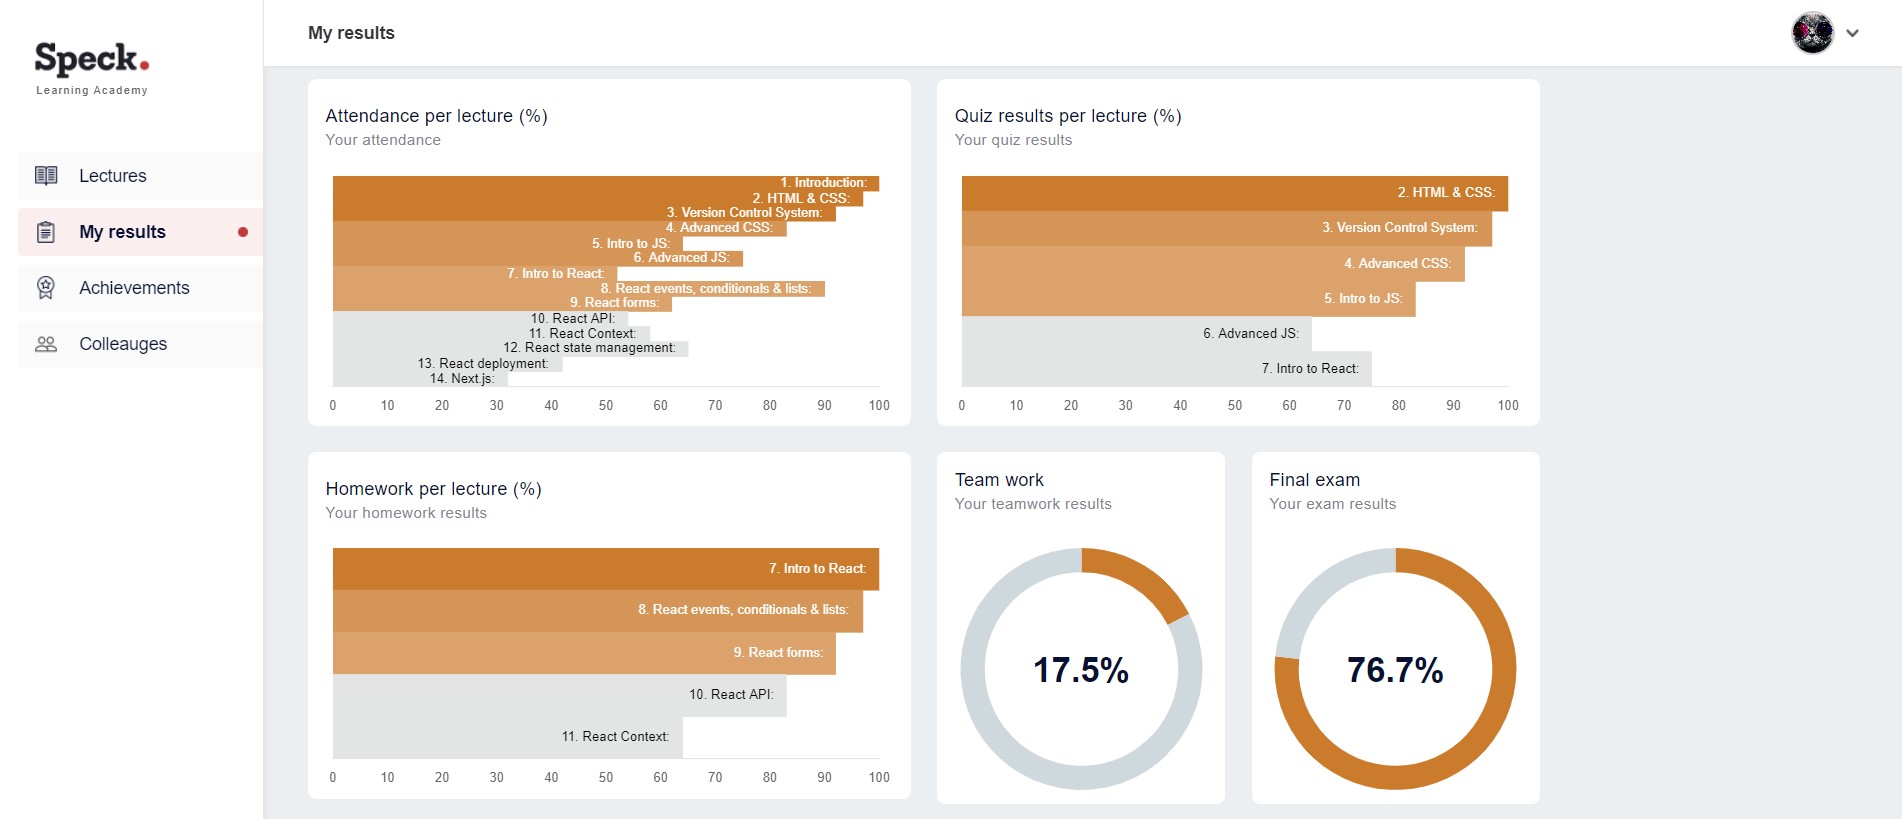 Speck.
Learning Academy
Lectures
My results
Achievements
Colleauges
My results
Attendance per lecture (%)
Your attendance
1. Introduction:
2. HTML & CSS:
3. Version Control System:
4. Advanced CSS:
5. Intro to JS:
6. Advanced JS:
7. Intro to React:
8. React events, conditionals & lists:
9. React forms:
10. React API:
11. React Context:
12. React state management:
13. React deployment:
14. Next.js:
0 10 20 30 40 50 60 70 80 90 100
Quiz results per lecture (%)
Your quiz results
2. HTML & CSS:
3. Version Control System:
4. Advanced CSS:
5. Intro to JS:
6. Advanced JS:
7. Intro to React:
0 10 20 30 40 50 60 70 80 90 100
Homework per lecture (%)
Your homework results
7. Intro to React:
8. React events, conditionals & lists:
9. React forms:
10. React API:
11. React Context:
0 10 20 30 40 50 60 70 80 90 100
Team work
Your teamwork results
17.5%
Final exam
Your exam results
76.7%